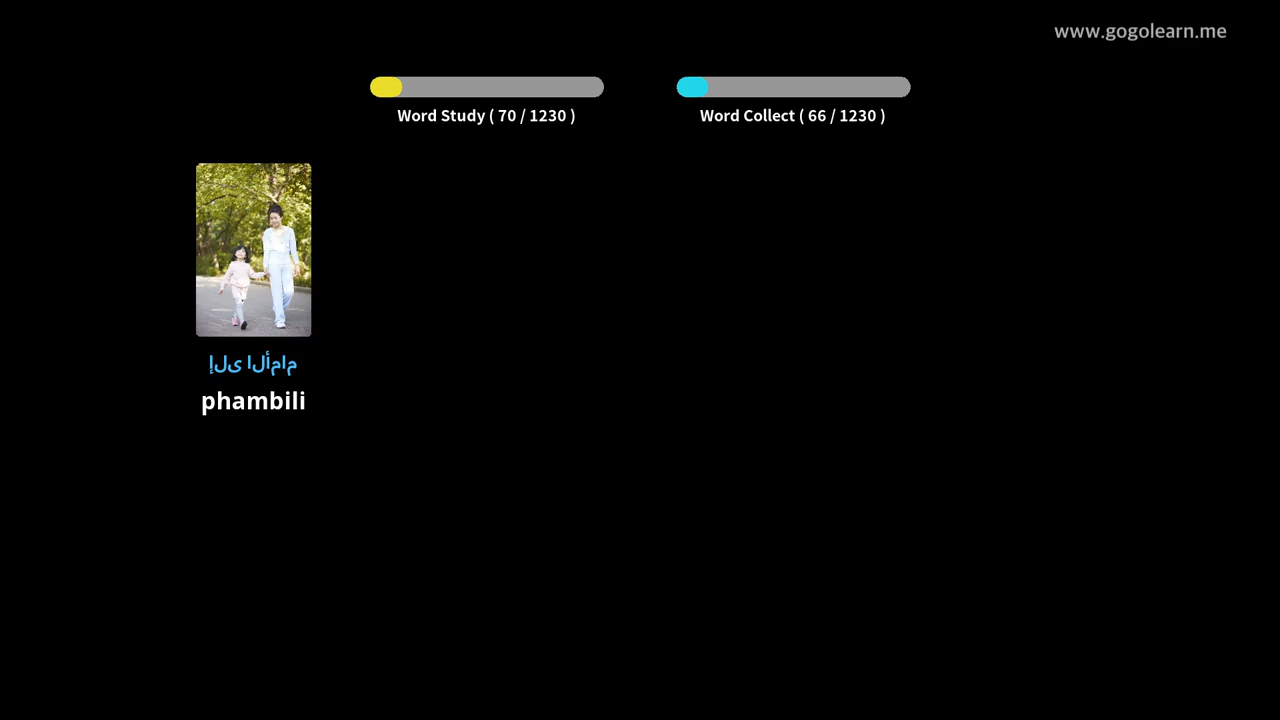 www.gogolearn.me
Word Study ( 70 / 1230 )
Word Collect ( 66 / 1230 )
إلى الأمام
phambili